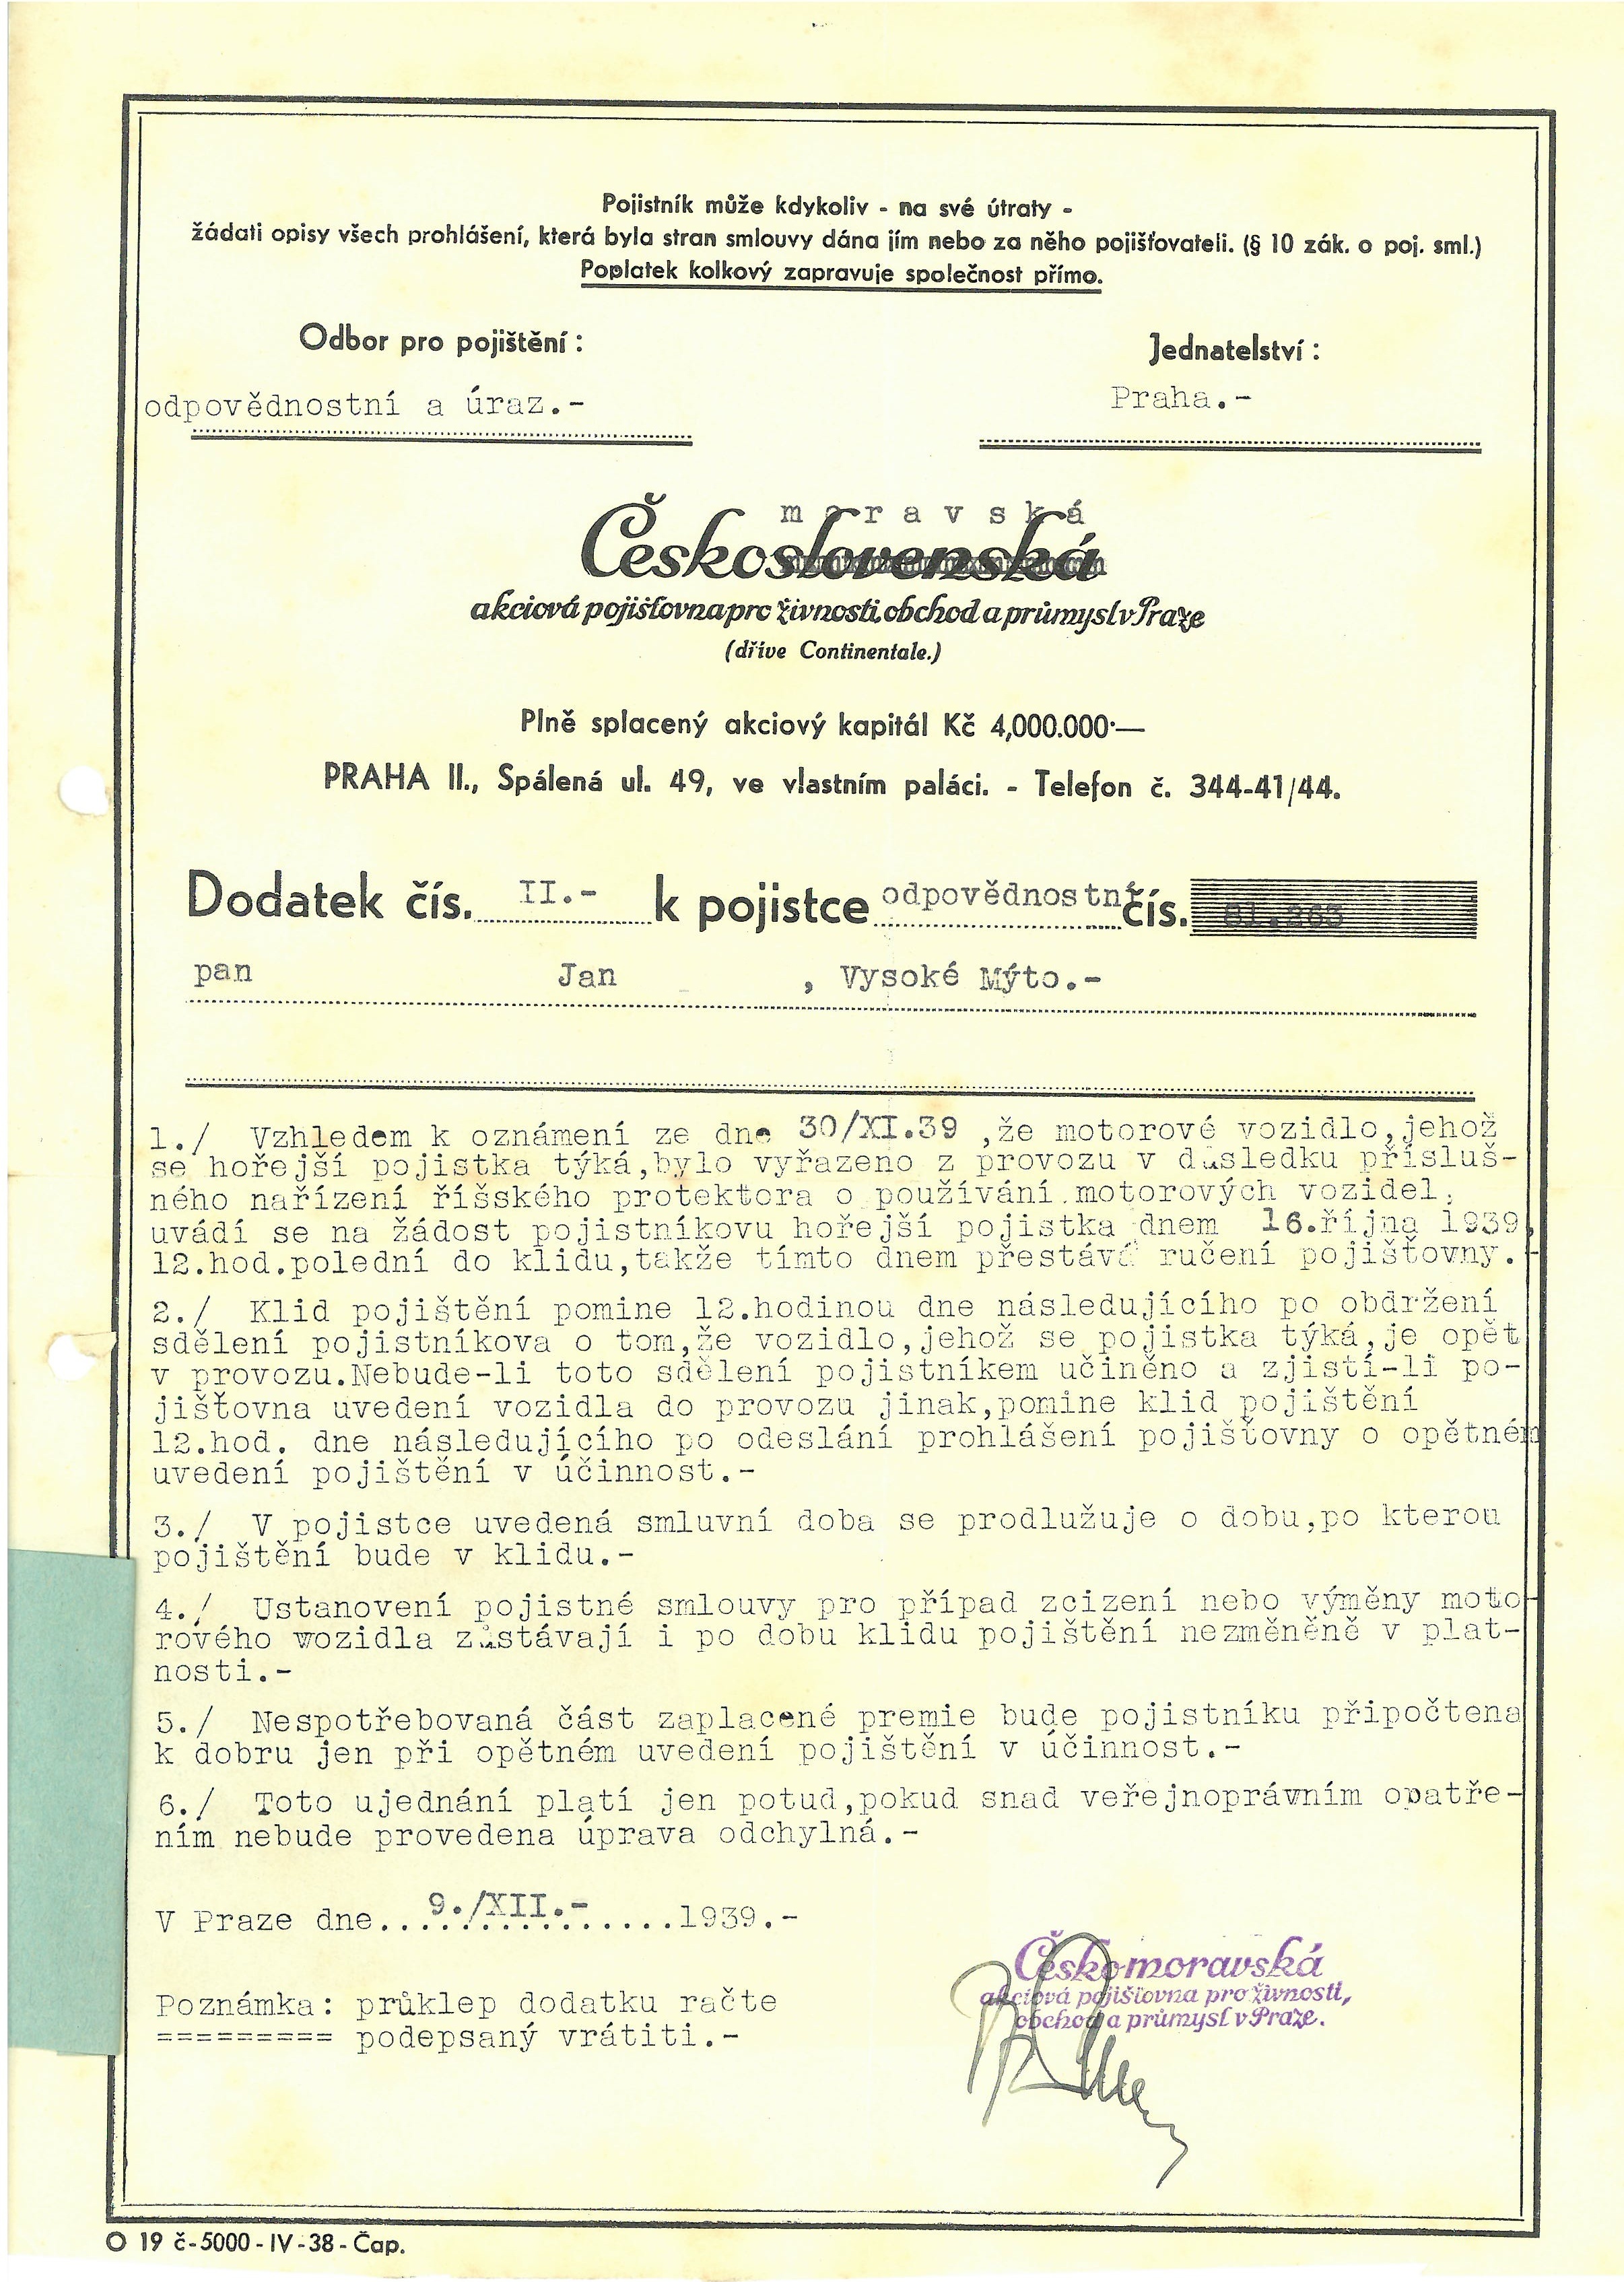 Pojistník může kdykoliv - na své útraty -
žádati opisy všech prohlášení, která byla stran smlouvy dána jím nebo za něho pojišťovateli. (§ 10 zák. o poj. sml.)
Poplatek kolkový zapravuje společnost přímo.
Odbor pro pojištění :
Jednatelství :
odpovědnostní a úraz.-
Praha.-
m o r a v s k á
Československá
akciová pojišťovna pro živnosti, obchod a průmysl v Praze
(dříve Continentale.)
Plně splacený akciový kapitál Kč 4,000.000·—
PRAHA II., Spálená ul. 49, ve vlastním paláci. - Telefon č. 344-41/44.
Dodatek čís. II.- k pojistce odpovědnostní čís. 81.263
pan Jan , Vysoké Mýto.-
1./ Vzhledem k oznámení ze dne 30/XI.39 ,že motorové vozidlo,jehož
se hořejší pojistka týká,bylo vyřazeno z provozu v důsledku přísluš-
ného nařízení říšského protektora o používání motorových vozidel,
uvádí se na žádost pojistníkovu hořejší pojistka dnem 16.října 1939,
12.hod.polední do klidu,takže tímto dnem přestává ručení pojišťovny.-
2./ Klid pojištění pomine 12.hodinou dne následujícího po obdržení
sdělení pojistníkova o tom,že vozidlo,jehož se pojistka týká,je opět
v provozu.Nebude-li toto sdělení pojistníkem učiněno a zjistí-li po-
jišťovna uvedení vozidla do provozu jinak,pomine klid pojištění
12.hod. dne následujícího po odeslání prohlášení pojišťovny o opětném
uvedení pojištění v účinnost.-
3./ V pojistce uvedená smluvní doba se prodlužuje o dobu,po kterou
pojištění bude v klidu.-
4./ Ustanovení pojistné smlouvy pro případ zcizení nebo výměny moto-
rového vozidla zůstávají i po dobu klidu pojištění nezměněně v plat-
nosti.-
5./ Nespotřebovaná část zaplacené premie bude pojistníku připočtena
k dobru jen při opětném uvedení pojištění v účinnost.-
6./ Toto ujednání platí jen potud,pokud snad veřejnoprávním opatře-
ním nebude provedena úprava odchylná.-
V Praze dne.. 9./XII.- ......1939.-
Českomoravská
akciová pojišťovna pro živnosti,
obchod a průmysl v Praze.
Poznámka: průklep dodatku račte
========= podepsaný vrátiti.-
O 19 č-5000 - IV - 38 - Čap.